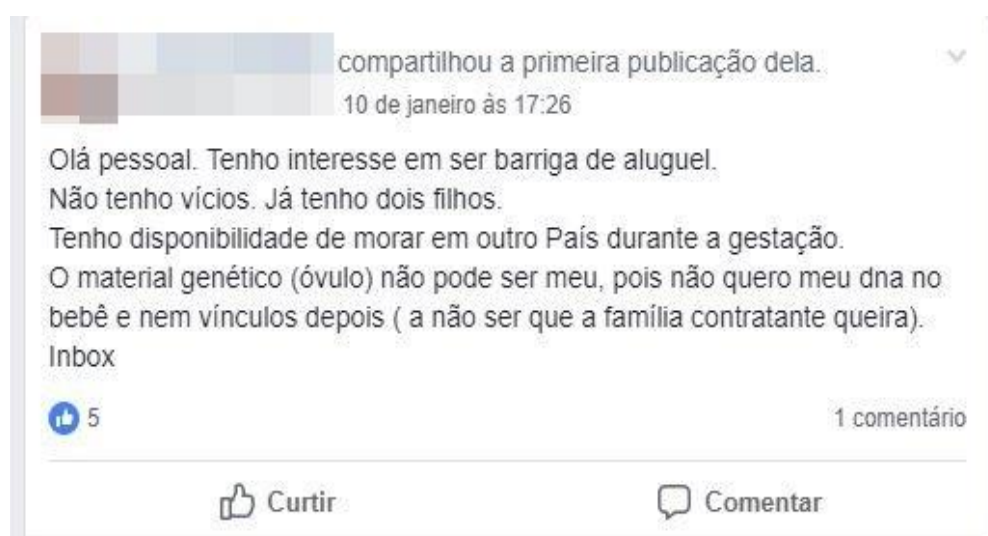 compartilhou a primeira publicação dela.
10 de janeiro às 17:26
Olá pessoal. Tenho interesse em ser barriga de aluguel.
Não tenho vícios. Já tenho dois filhos.
Tenho disponibilidade de morar em outro País durante a gestação.
O material genético (óvulo) não pode ser meu, pois não quero meu dna no
bebê e nem vínculos depois ( a não ser que a família contratante queira).
Inbox
5
1 comentário
Curtir
Comentar